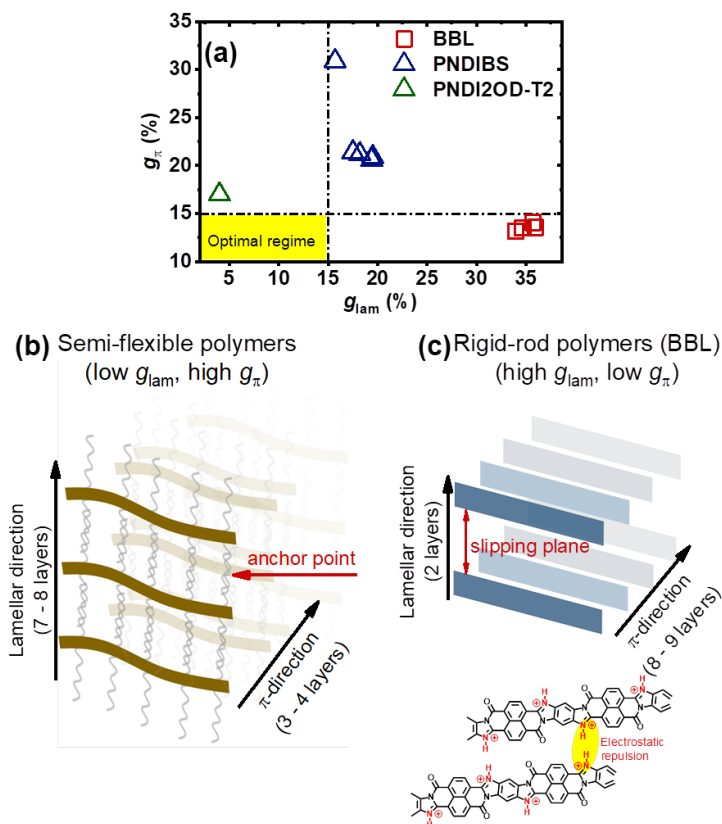 (a)
BBL
PNDIBS
PNDI2OD-T2
Optimal regime
35
30
25
20
15
10
gπ (%)
5 10 15 20 25 30 35
glam (%)
(b) Semi-flexible polymers
(low glam, high gπ)
Lamellar direction
(7 - 8 layers)
anchor point
π-direction
(3 - 4 layers)
(c) Rigid-rod polymers (BBL)
(high glam, low gπ)
Lamellar direction
(2 layers)
slipping plane
π-direction
(8 - 9 layers)
O N H N O
O N N H O
H N N
Electrostatic
repulsion
O H N N O
N H O N O
H N N